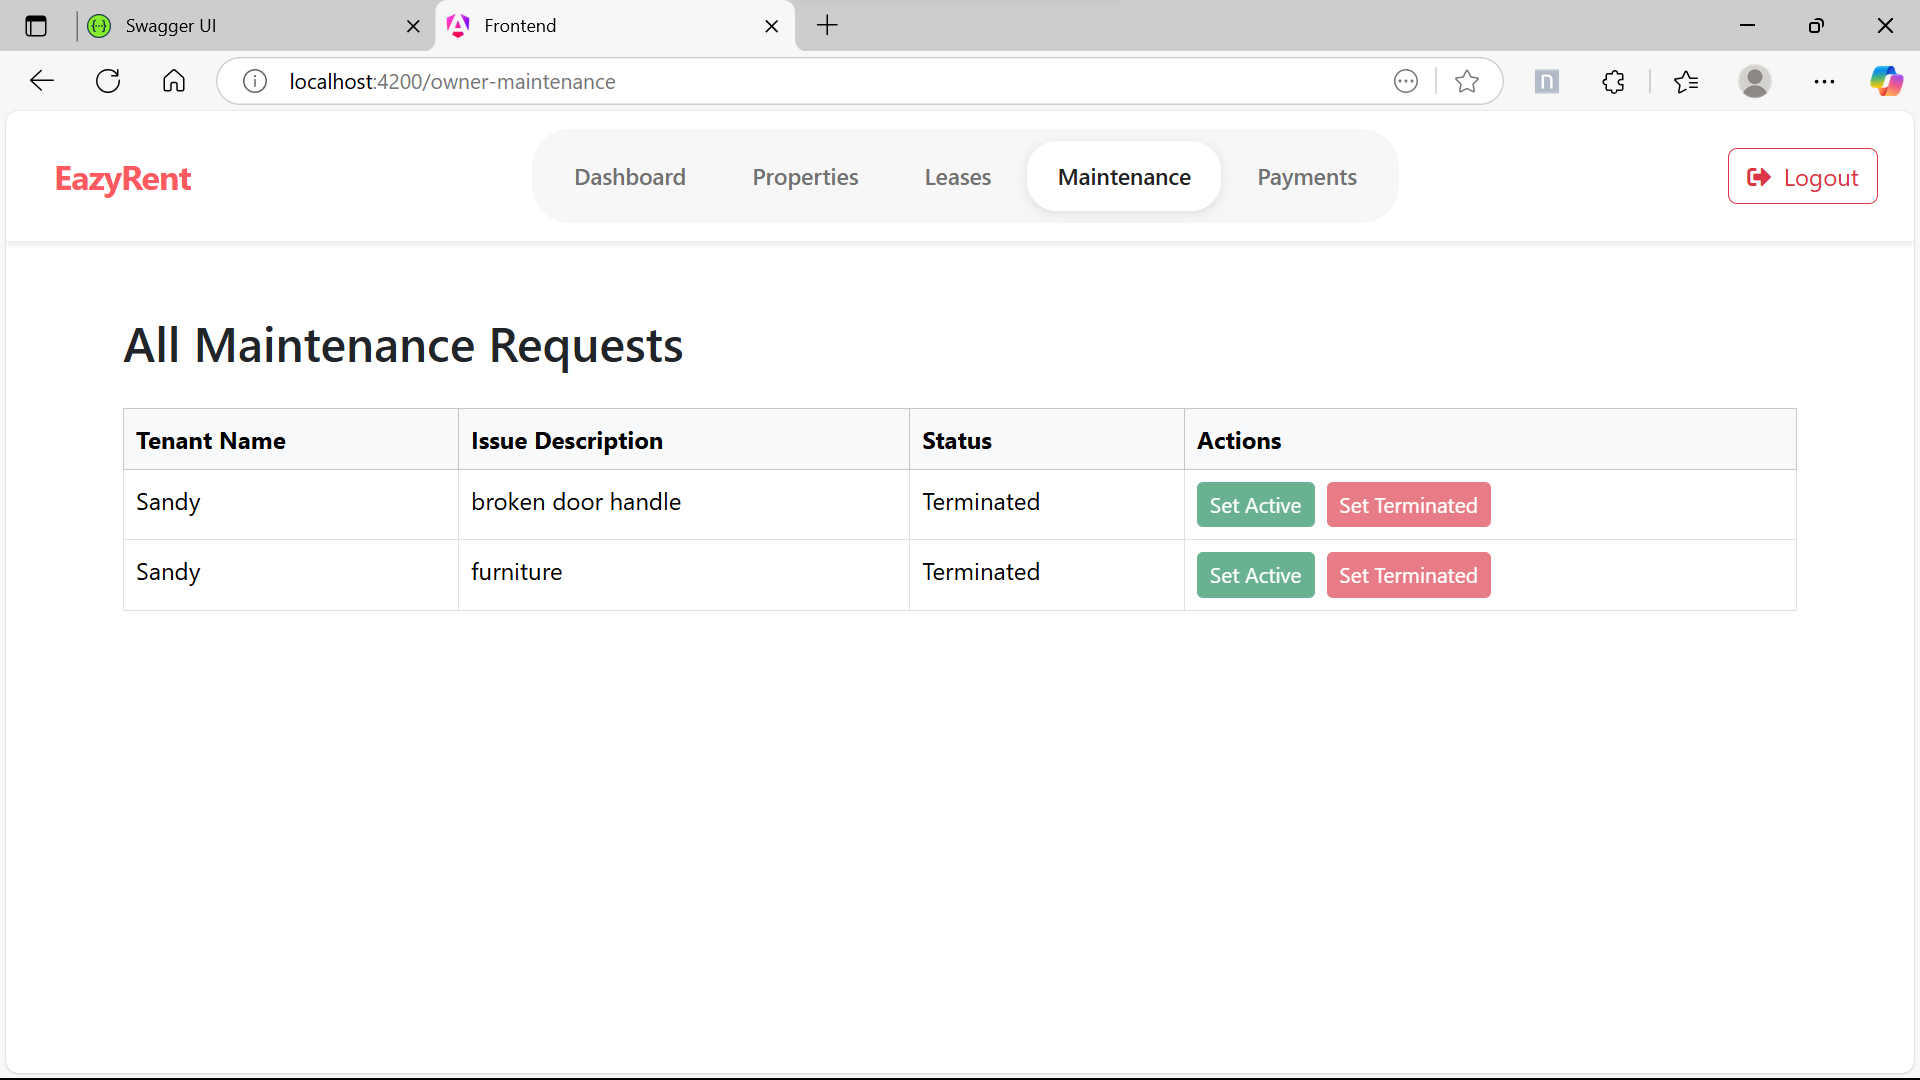 Swagger UI
Frontend
localhost:4200/owner-maintenance
n
EazyRent
Dashboard Properties Leases Maintenance Payments
Logout
All Maintenance Requests
Tenant Name Issue Description Status Actions
Sandy broken door handle Terminated Set Active Set Terminated
Sandy furniture Terminated Set Active Set Terminated